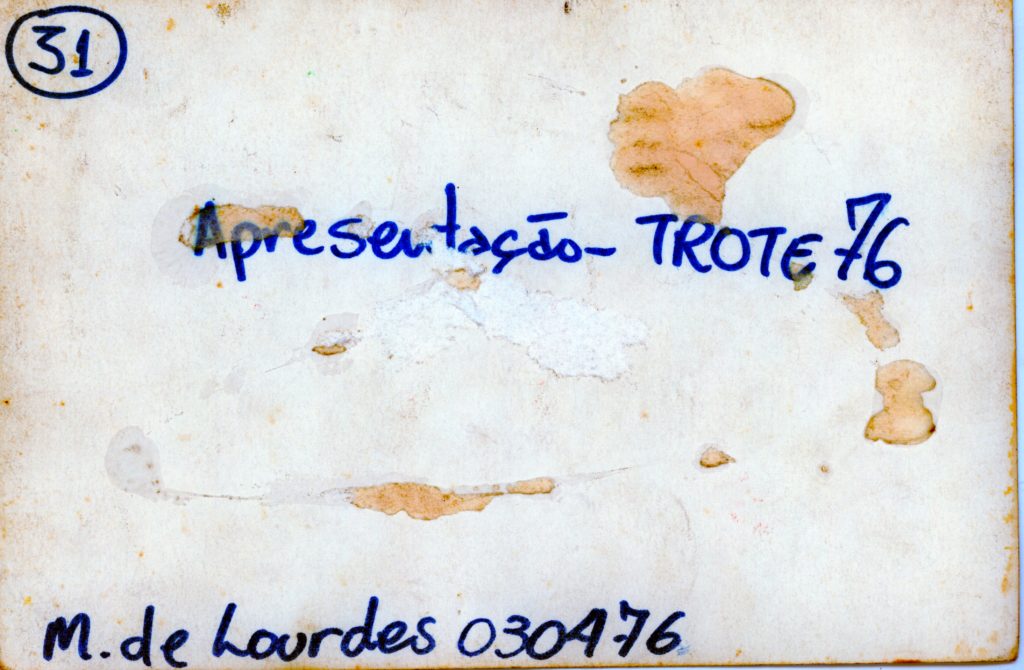 31
Apresentação - TROTE 76
M. de Lourdes 030476